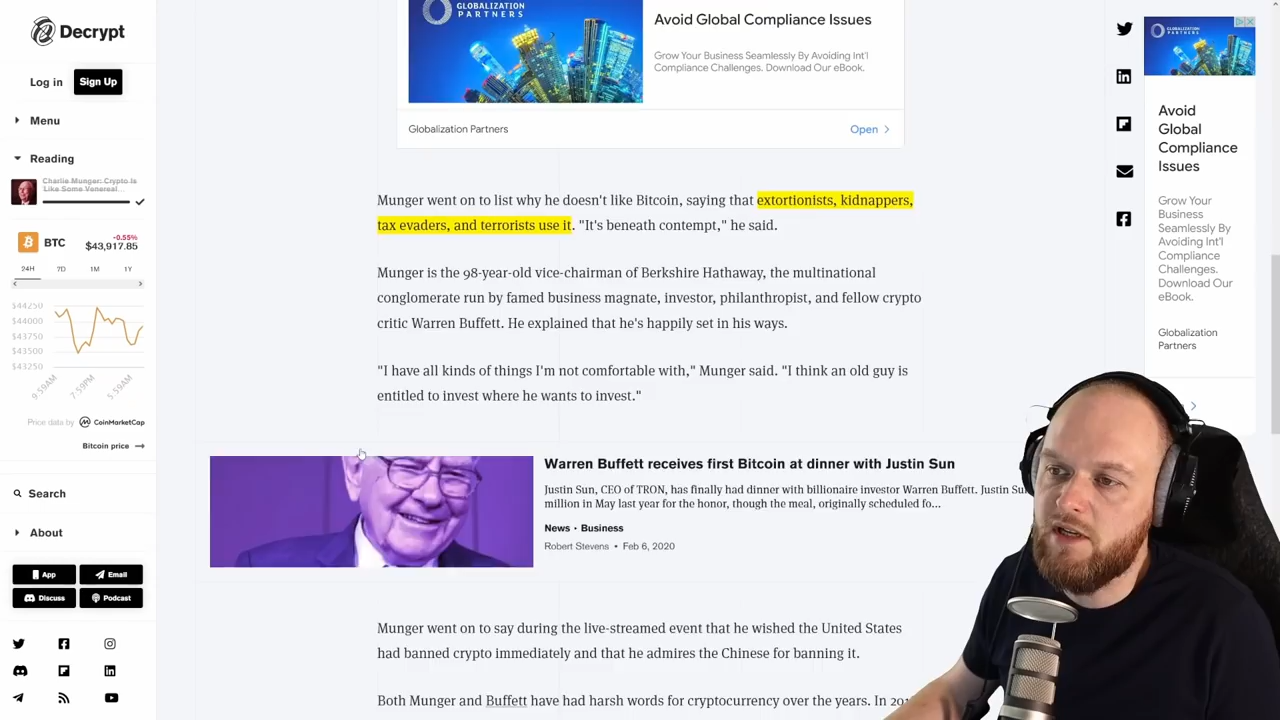 Decrypt
Log in
Sign Up
Menu
Reading
Charlie Munger: Crypto Is
Like Some Venereal...
BTC
-0.55%
$43,917.85
24H
7D
1M
1Y
$44250
$44000
$43750
$43500
$43250
9:59AM
7:59PM
5:59AM
Price data by
CoinMarketCap
Bitcoin price
Search
About
App
Email
Discuss
Podcast
GLOBALIZATION
PARTNERS
Avoid Global Compliance Issues
Grow Your Business Seamlessly By Avoiding Int'l
Compliance Challenges. Download Our eBook.
Globalization Partners
Open
Munger went on to list why he doesn't like Bitcoin, saying that extortionists, kidnappers,
tax evaders, and terrorists use it. "It's beneath contempt," he said.
Munger is the 98-year-old vice-chairman of Berkshire Hathaway, the multinational
conglomerate run by famed business magnate, investor, philanthropist, and fellow crypto
critic Warren Buffett. He explained that he's happily set in his ways.
"I have all kinds of things I'm not comfortable with," Munger said. "I think an old guy is
entitled to invest where he wants to invest."
Warren Buffett receives first Bitcoin at dinner with Justin Sun
Justin Sun, CEO of TRON, has finally had dinner with billionaire investor Warren Buffett. Justin
million in May last year for the honor, though the meal, originally scheduled fo...
News • Business
Robert Stevens • Feb 6, 2020
Munger went on to say during the live-streamed event that he wished the United States
had banned crypto immediately and that he admires the Chinese for banning it.
Both Munger and Buffett have had harsh words for cryptocurrency over the years. In
GLOBALIZATION
PARTNERS
Avoid
Global
Compliance
Issues
Grow Your
Business
Seamlessly
By Avoiding
Int'l
Compliance
Challenges.
Download
Our eBook.
Globalization
Partners